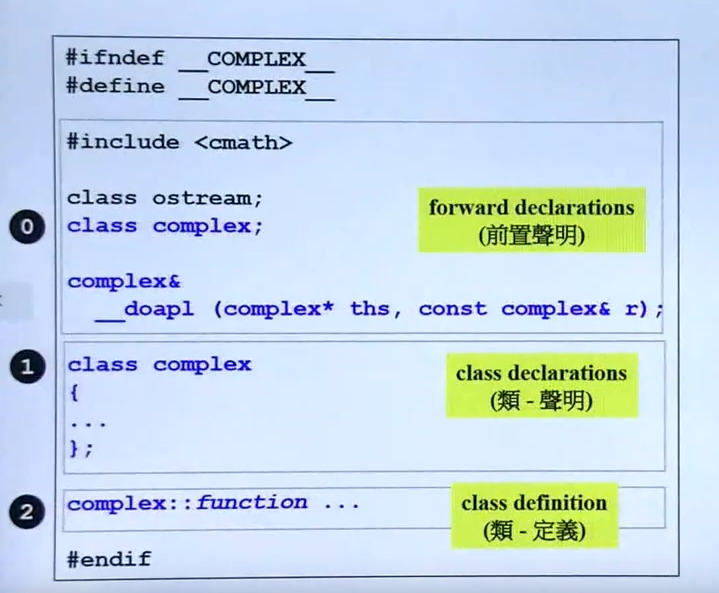 #ifndef __COMPLEX__
#define __COMPLEX__
#include <cmath>
class ostream;
class complex;
complex&
__doapl (complex* ths, const complex& r);
0
forward declarations
(前置聲明)
1
class complex
{
...
};
class declarations
(類 - 聲明)
2
complex::function ...
class definition
(類 - 定義)
#endif